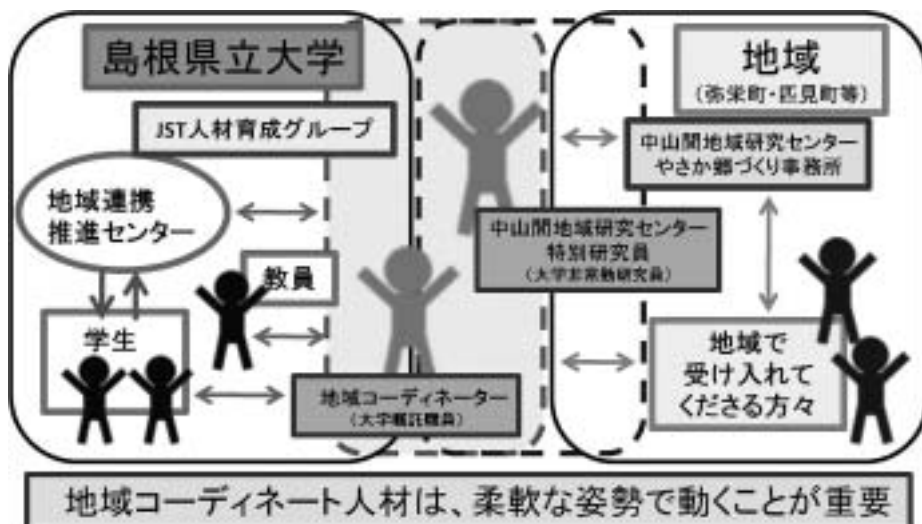 島根県立大学
JST人材育成グループ
地域連携
推進センター
教員
学生
地域コーディネーター
(大学嘱託職員)
中山間地域研究センター
特別研究員
(大学非常勤研究員)
地域
(弥栄町・匹見町等)
中山間地域研究センター
やさか郷づくり事務所
地域で
受け入れて
くださる方々
地域コーディネート人材は、柔軟な姿勢で動くことが重要